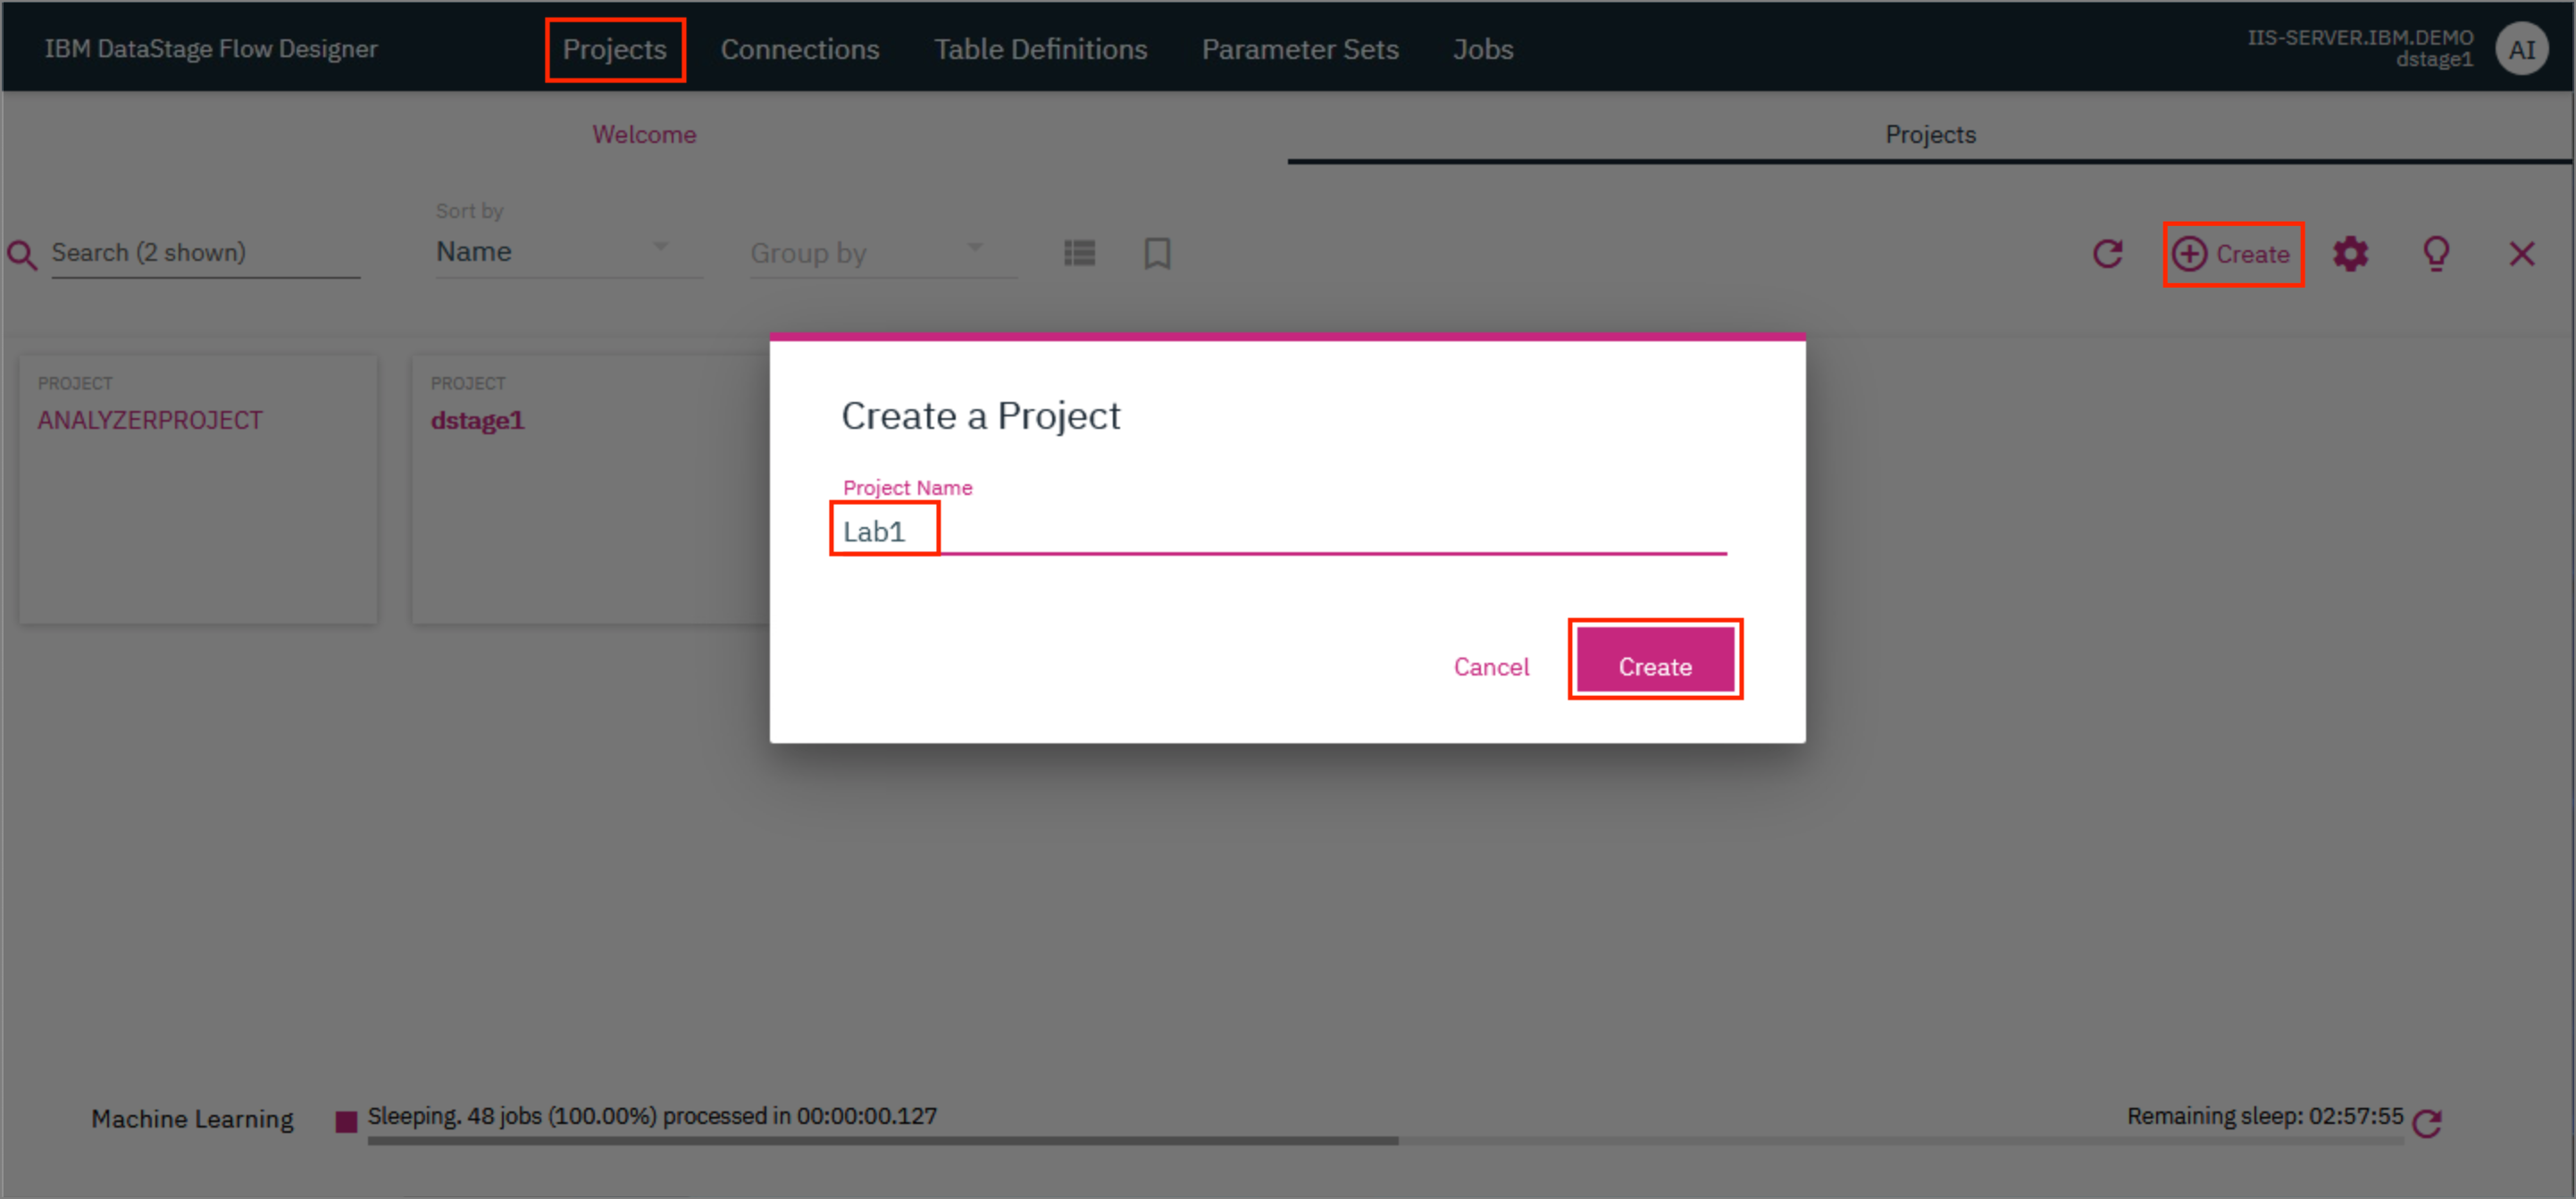 IBM DataStage Flow Designer
Projects
Connections
Table Definitions
Parameter Sets
Jobs
IIS-SERVER.IBM.DEMO
dstage1
AI
Welcome
Projects
Search (2 shown)
Sort by
Name
Group by
Create
PROJECT
ANALYZERPROJECT
PROJECT
dstage1
Create a Project
Project Name
Lab1
Cancel
Create
Machine Learning
Sleeping. 48 jobs (100.00%) processed in 00:00:00.127
Remaining sleep: 02:57:55